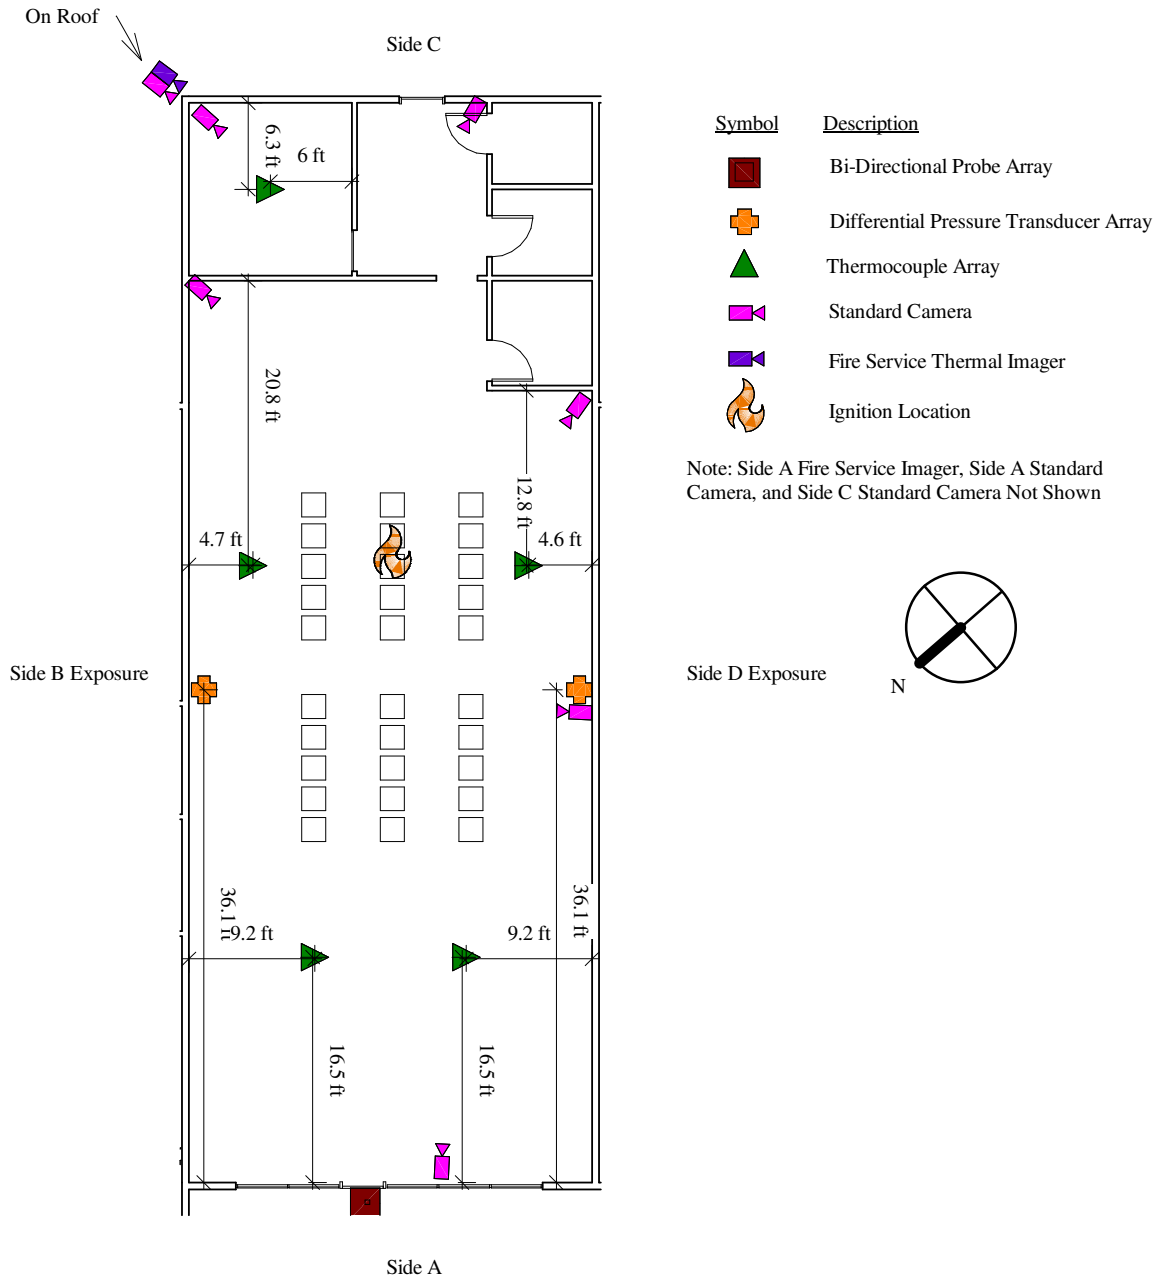 On Roof
Side C
6.3 ft
6 ft
20.8 ft
12.8 ft
4.7 ft
4.6 ft
Side B Exposure
Side D Exposure
36.1 ft
9.2 ft
9.2 ft
36.1 ft
16.5 ft
16.5 ft
Side A
Symbol Description
Bi-Directional Probe Array
Differential Pressure Transducer Array
Thermocouple Array
Standard Camera
Fire Service Thermal Imager
Ignition Location
Note: Side A Fire Service Imager, Side A Standard
Camera, and Side C Standard Camera Not Shown
N